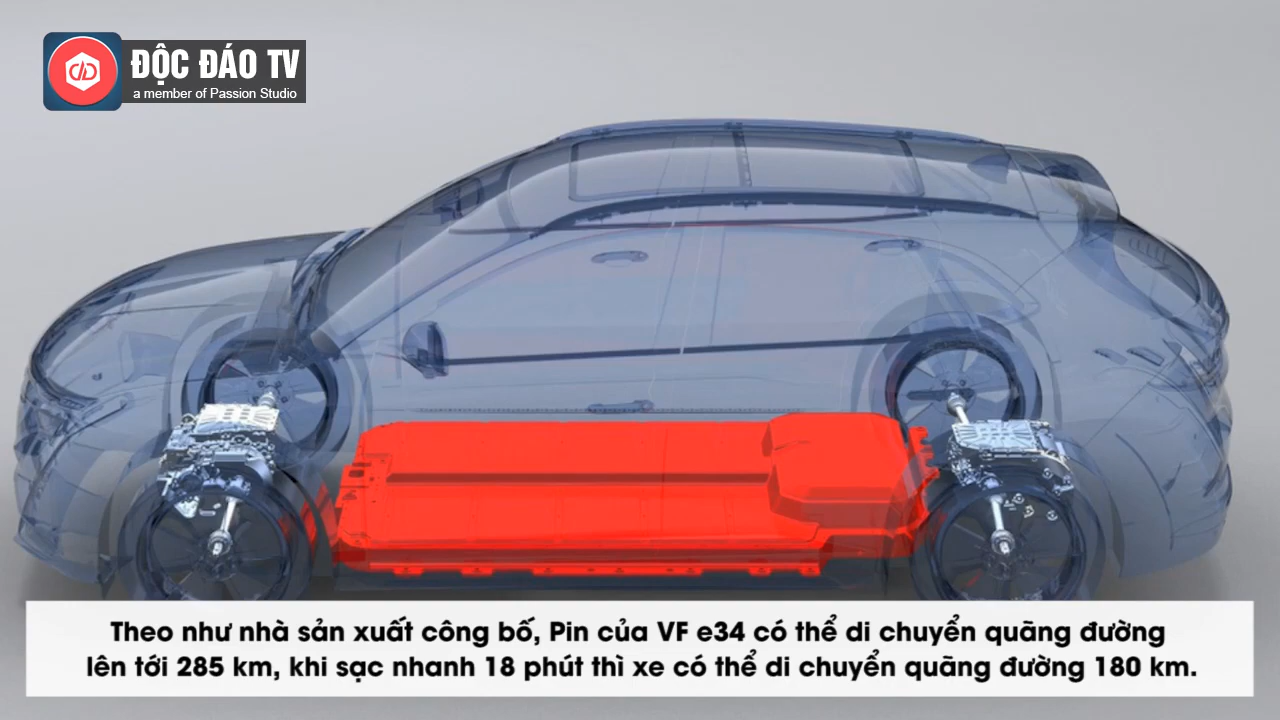 ĐỘC ĐÁO TV
a member of Passion Studio
Theo như nhà sản xuất công bố, Pin của VF e34 có thể di chuyển quãng đường
lên tới 285 km, khi sạc nhanh 18 phút thì xe có thể di chuyển quãng đường 180 km.